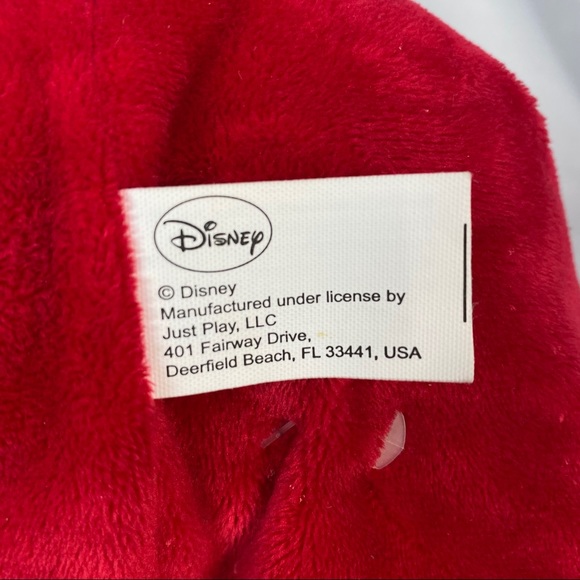 Disney
© Disney
Manufactured under license by
Just Play, LLC
401 Fairway Drive,
Deerfield Beach, FL 33441, USA